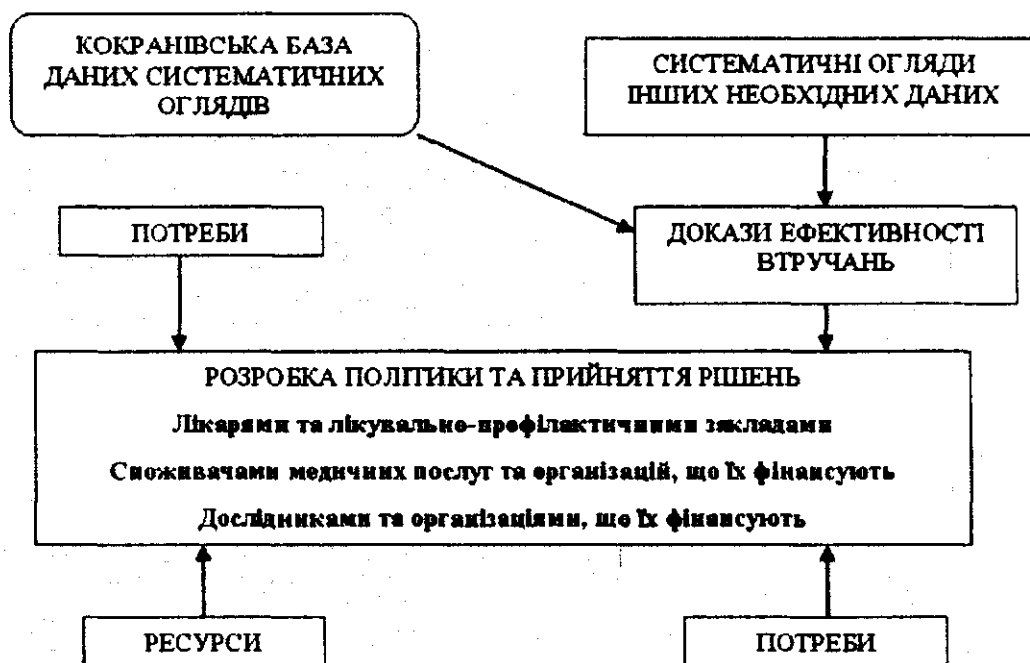 КОКРАНІВСЬКА БАЗА
ДАНИХ СИСТЕМАТИЧНИХ
ОГЛЯДІВ
СИСТЕМАТИЧНІ ОГЛЯДИ
ІНШИХ НЕОБХІДНИХ ДАНИХ
ПОТРЕБИ
ДОКАЗИ ЕФЕКТИВНОСТІ
ВТРУЧАНЬ
РОЗРОБКА ПОЛІТИКИ ТА ПРИЙНЯТТЯ РІШЕНЬ
Лікарями та лікувально-профілактичними закладами
Споживачами медичних послуг та організацій, що їх фінансують
Дослідниками та організаціями, що їх фінансують
РЕСУРСИ
ПОТРЕБИ